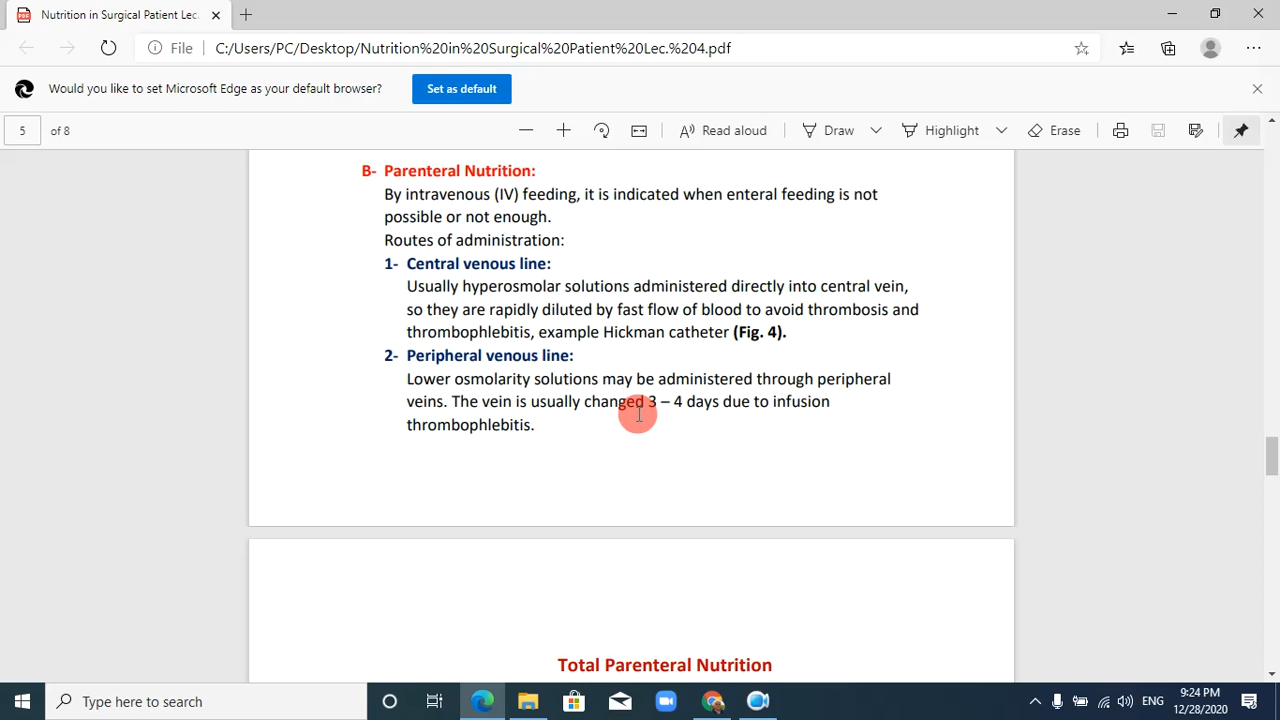 Nutrition in Surgical Patient Lec.
File C:/Users/PC/Desktop/Nutrition%20in%20Surgical%20Patient%20Lec.%204.pdf
Would you like to set Microsoft Edge as your default browser? Set as default
5 of 8 Read aloud Draw Highlight Erase
B- Parenteral Nutrition:
By intravenous (IV) feeding, it is indicated when enteral feeding is not
possible or not enough.
Routes of administration:
1- Central venous line:
Usually hyperosmolar solutions administered directly into central vein,
so they are rapidly diluted by fast flow of blood to avoid thrombosis and
thrombophlebitis, example Hickman catheter (Fig. 4).
2- Peripheral venous line:
Lower osmolarity solutions may be administered through peripheral
veins. The vein is usually changed 3 – 4 days due to infusion
thrombophlebitis.
Total Parenteral Nutrition
Type here to search
ENG
9:24 PM
12/28/2020